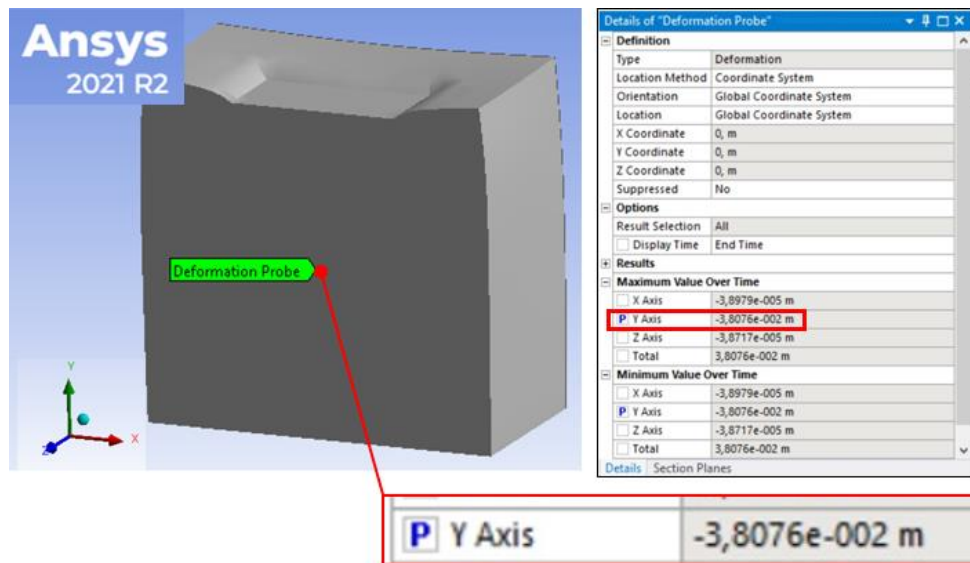 Ansys
2021 R2
Deformation Probe
Y
X
Z
Details of "Deformation Probe"
Definition
Type Deformation
Location Method Coordinate System
Orientation Global Coordinate System
Location Global Coordinate System
X Coordinate 0, m
Y Coordinate 0, m
Z Coordinate 0, m
Suppressed No
Options
Result Selection All
Display Time End Time
Results
Maximum Value Over Time
X Axis -3,8979e-005 m
P Y Axis -3,8076e-002 m
Z Axis -3,8717e-005 m
Total 3,8076e-002 m
Minimum Value Over Time
X Axis -3,8979e-005 m
P Y Axis -3,8076e-002 m
Z Axis -3,8717e-005 m
Total 3,8076e-002 m
Details Section Planes
P Y Axis -3,8076e-002 m